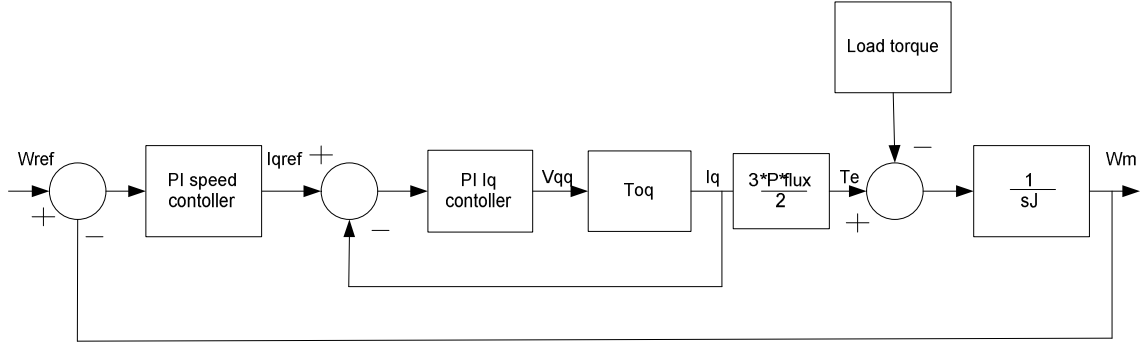 Load torque
Wref
PI speed
contoller
Iqref
PI Iq
contoller
Vqq
Toq
Iq
3*P*flux
2
Te
1
sJ
Wm